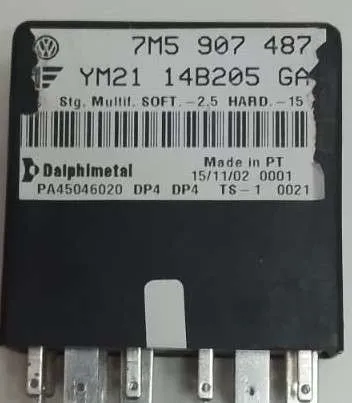 7M5 907 487
YM21 14B205 GA
Stg. Multif. SOFT.-2.5 HARD.-15
Dalphimetal
Made in PT
15/11/02 0001
PA45046020 DP4 DP4 TS-1 0021